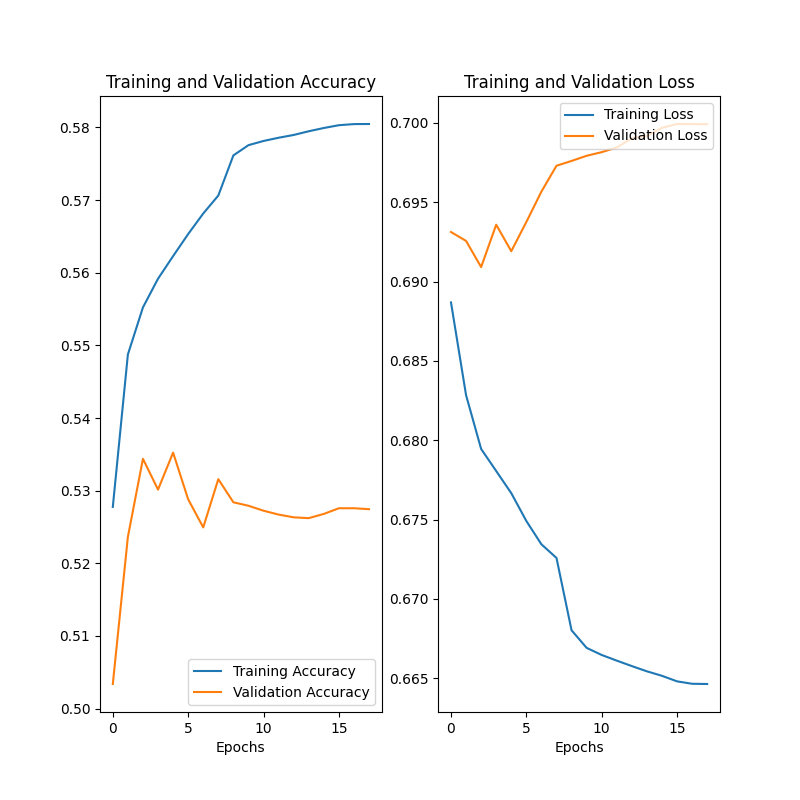 Training and Validation Accuracy
0.58
0.57
0.56
0.55
0.54
0.53
0.52
0.51
0.50
Training Accuracy
Validation Accuracy
0 5 10 15
Epochs
Training and Validation Loss
Training Loss
Validation Loss
0.700
0.695
0.690
0.685
0.680
0.675
0.670
0.665
0 5 10 15
Epochs